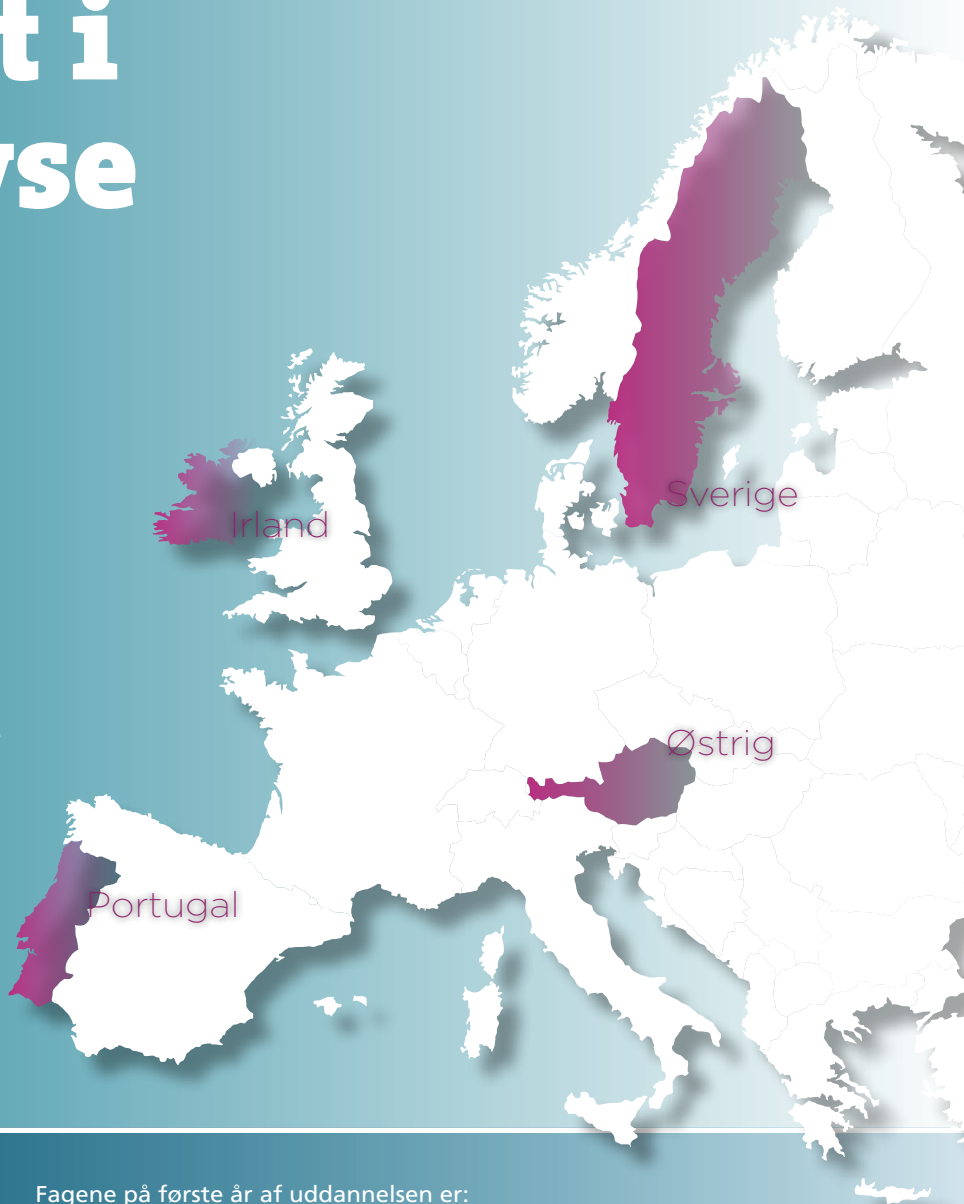 t i
yse
Sverige
Irland
Østrig
Portugal
Fagene på første år af uddannelsen er: